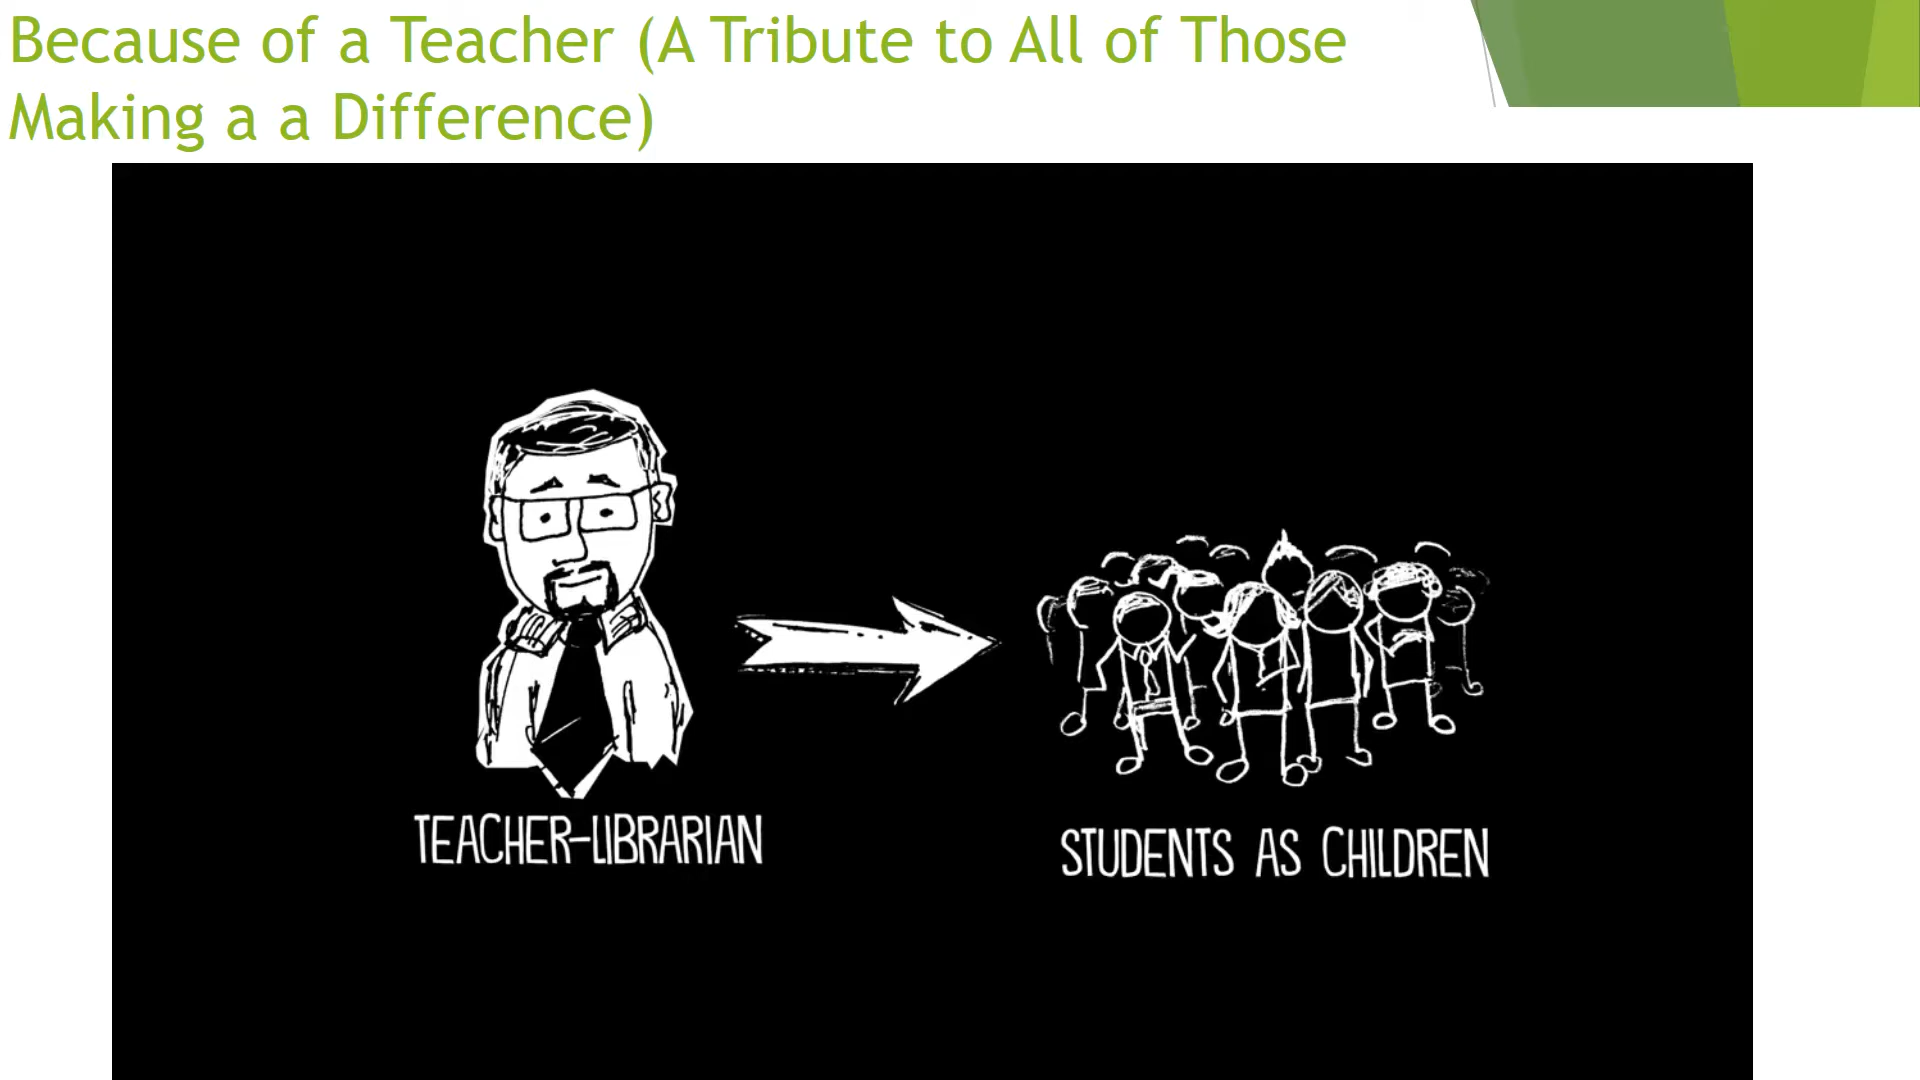 Because of a Teacher (A Tribute to All of Those
Making a a Difference)
TEACHER-LIBRARIAN
STUDENTS AS CHILDREN